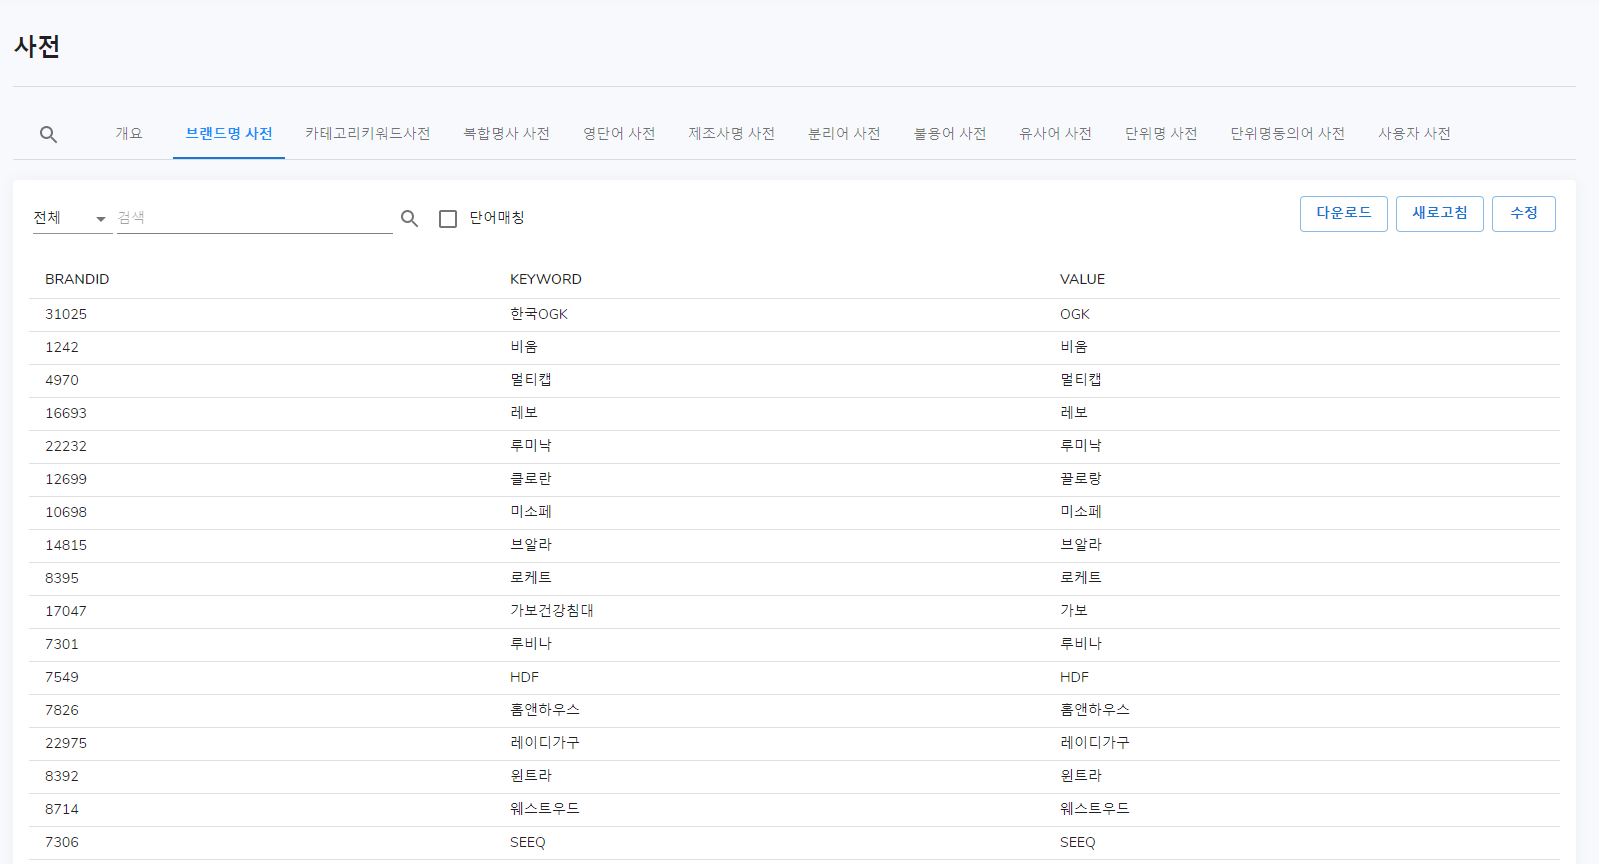 사전
개요 브랜드명 사전 카테고리키워드사전 복합명사 사전 영단어 사전 제조사명 사전 분리어 사전 불용어 사전 유사어 사전 단위명 사전 단위명동의어 사전 사용자 사전
전체 검색 단어매칭 다운로드 새로고침 수정
BRANDID KEYWORD VALUE
31025 한국OGK OGK
1242 비움 비움
4970 멀티캡 멀티캡
16693 레보 레보
22232 루미낙 루미낙
12699 클로란 끌로랑
10698 미소페 미소페
14815 브알라 브알라
8395 로케트 로케트
17047 가보건강침대 가보
7301 루비나 루비나
7549 HDF HDF
7826 홈앤하우스 홈앤하우스
22975 레이디가구 레이디가구
8392 윈트라 윈트라
8714 웨스트우드 웨스트우드
7306 SEEQ SEEQ